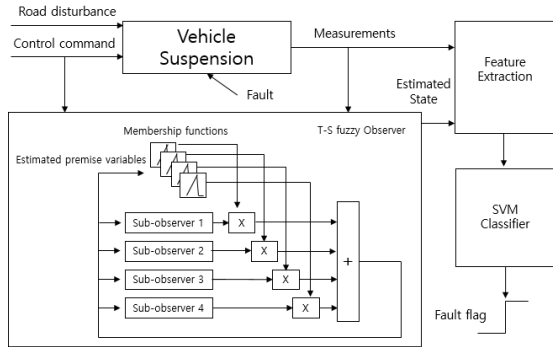 Road disturbance
Control command
Vehicle
Suspension
Measurements
Feature
Extraction
Fault
Estimated
State
Membership functions
T-S fuzzy Observer
Estimated premise variables
Sub-observer 1
X
Sub-observer 2
X
Sub-observer 3
X
Sub-observer 4
X
+
SVM
Classifier
Fault flag